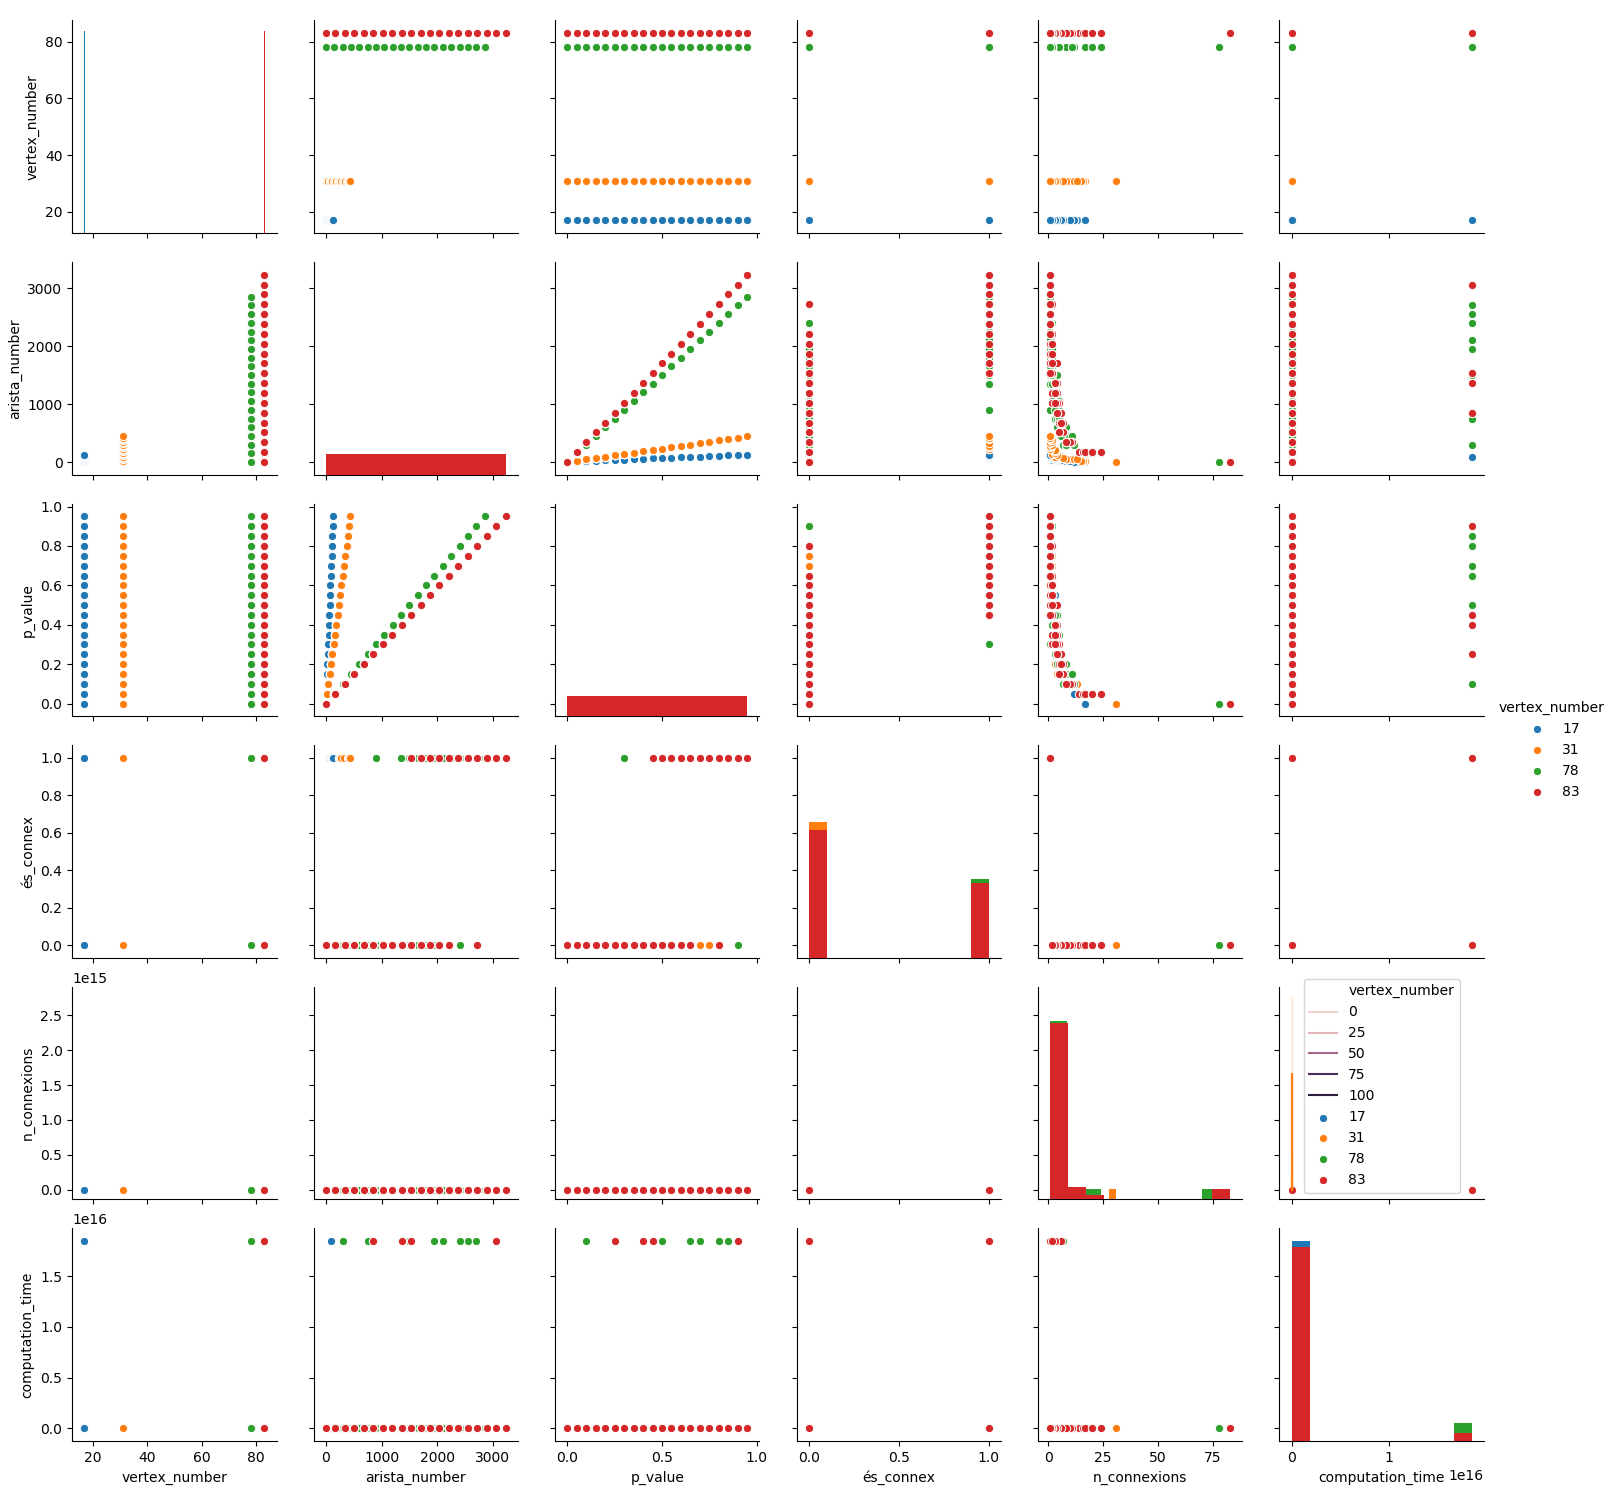 vertex_number
80
60
40
20
arista_number
3000
2000
1000
0
p_value
1.0
0.8
0.6
0.4
0.2
0.0
vertex_number
17
31
78
83
és_connex
1.0
0.8
0.6
0.4
0.2
0.0
1e15
n_connexions
2.5
2.0
1.5
1.0
0.5
0.0
vertex_number
0
25
50
75
100
17
31
78
83
1e16
computation_time
1.5
1.0
0.5
0.0
20 40 60 80
0 1000 2000 3000
0.0 0.5 1.0
0.0 0.5 1.0
0 25 50 75
0 1
1e16
vertex_number
arista_number
p_value
és_connex
n_connexions
computation_time